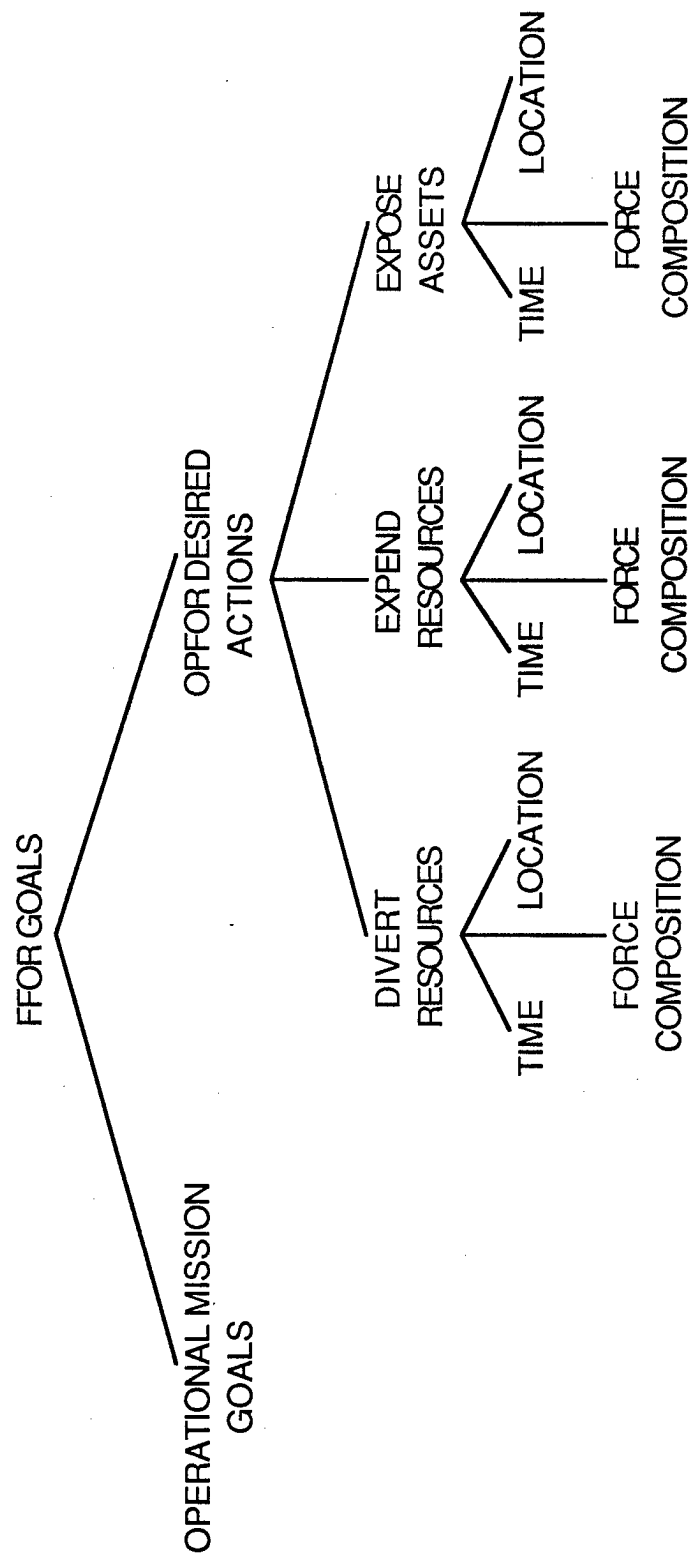 FFOR GOALS
OPERATIONAL MISSION
GOALS
OPFOR DESIRED
ACTIONS
DIVERT
RESOURCES
EXPEND
RESOURCES
EXPOSE
ASSETS
TIME
LOCATION
TIME
LOCATION
TIME
LOCATION
FORCE
COMPOSITION
FORCE
COMPOSITION
FORCE
COMPOSITION